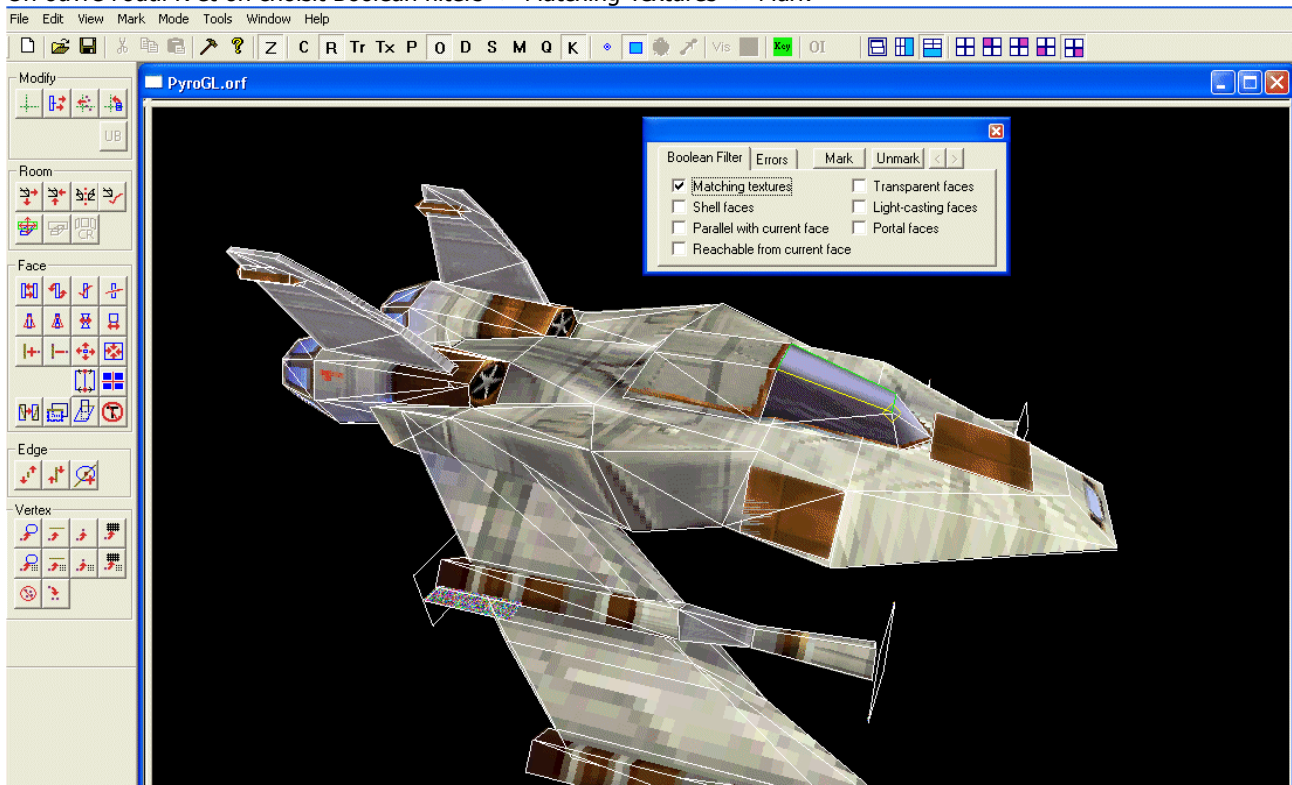 File Edit View Mark Mode Tools Window Help
Z C R Tr Tx P O D S M Q K Vis Key OI
Modify
PyroGL.orf
UB
Boolean Filter Errors Mark Unmark < >
Room
Matching textures Transparent faces
Shell faces Light-casting faces
Parallel with current face Portal faces
CR
Reachable from current face
Face
Edge
Vertex